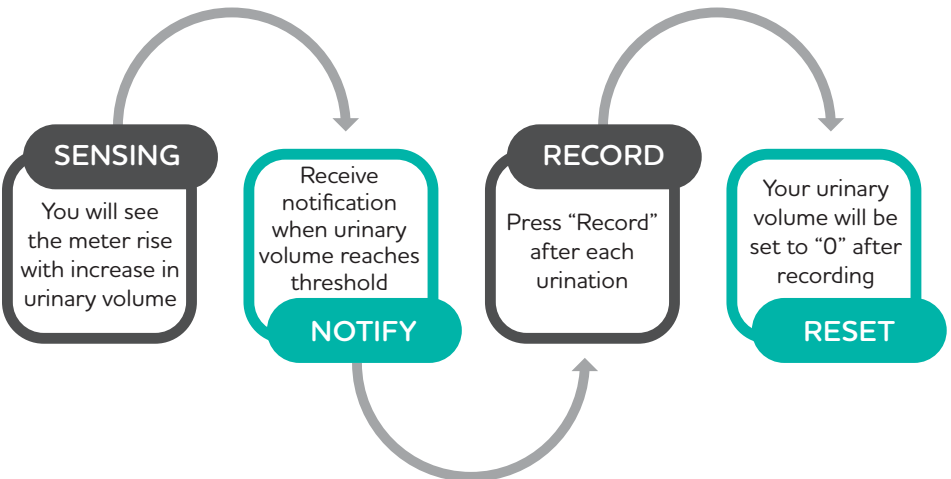 SENSING
You will see
the meter rise
with increase in
urinary volume
Receive
notification
when urinary
volume reaches
threshold
NOTIFY
RECORD
Press “Record”
after each
urination
Your urinary
volume will be
set to “0” after
recording
RESET